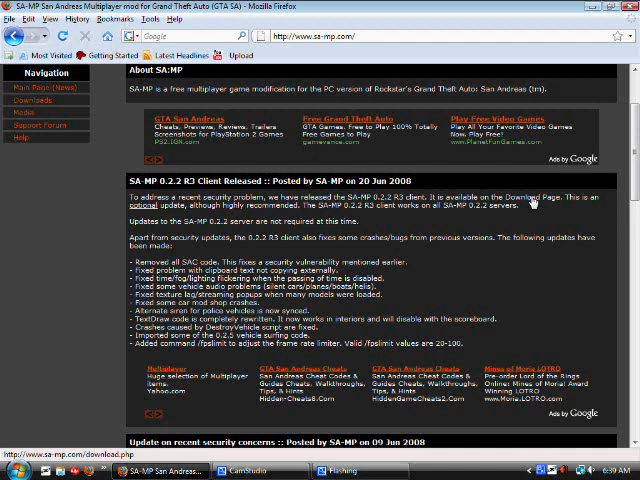 SA-MP San Andreas Multiplayer mod for Grand Theft Auto (GTA SA) - Mozilla Firefox
File Edit View History Bookmarks Tools Help
Google
http://www.sa-mp.com/
Most Visited Getting Started Latest Headlines Upload
Navigation
Main Page (News)
Downloads
Media
Support Forum
Help
About SA:MP
SA-MP is a free multiplayer game modification for the PC version of Rockstar's Grand Theft Auto: San Andreas (tm).
GTA San Andreas
Cheats, Previews, Reviews, Trailers
Screenshots for PlayStation 2 Games
PS2.IGN.com
Free Grand Theft Auto
GTA Games. Free to Play 100% Totally
Free Games to Play
gamevance.com
Play Free Video Games
Play All Your Favorite Video Games
Now. Play Free!
www.PlanetFunGames.com
Ads by Google
SA-MP 0.2.2 R3 Client Released :: Posted by SA-MP on 20 Jun 2008
To address a recent security problem, we have released the SA-MP 0.2.2 R3 client. It is available on the Download Page. This is an
optional update, although highly recommended. The SA-MP 0.2.2 R3 client works on all SA-MP 0.2.2 servers.
Updates to the SA-MP 0.2.2 server are not required at this time.
Apart from security updates, the 0.2.2 R3 client also fixes some crashes/bugs from previous versions. The following updates have
been made:
- Removed all SAC code. This fixes a security vulnerability mentioned earlier.
- Fixed problem with clipboard text not copying externally.
- Fixed time/fog/lighting flickering when the passing of time is disabled.
- Fixed some vehicle audio problems (silent cars/planes/boats/helis).
- Fixed texture lag/streaming popups when many models were loaded.
- Fixed some car mod shop crashes.
- Alternate siren for police vehicles is now synced.
- TextDraw code is completely rewritten. It now works in interiors and will disable with the scoreboard.
- Crashes caused by DestroyVehicle script are fixed.
- Imported some of the 0.2.5 vehicle surfing code.
- Added command /fpslimit to adjust the frame rate limiter. Valid /fpslimit values are 20-100.
Multiplayer
Huge selection of Multiplayer
items.
Yahoo.com
GTA San Andreas Cheats
San Andreas Cheat Codes &
Guides Cheats, Walkthroughs,
Tips, & Hints
Hidden-Cheats8.Com
GTA San Andreas Cheats
San Andreas Cheat Codes &
Guides Cheats, Walkthroughs,
Tips, & Hints
HiddenGameCheats2.Com
Mines of Moria LOTRO
Pre-order Lord of the Rings
Online: Mines of Moria! Award
Winning LOTRO
www.Moria.LOTRO.com
Ads by Google
Update on recent security concerns :: Posted by SA-MP on 09 Jun 2008
http://www.sa-mp.com/download.php
SA-MP San Andreas... CamStudio Flashing 6:39 AM